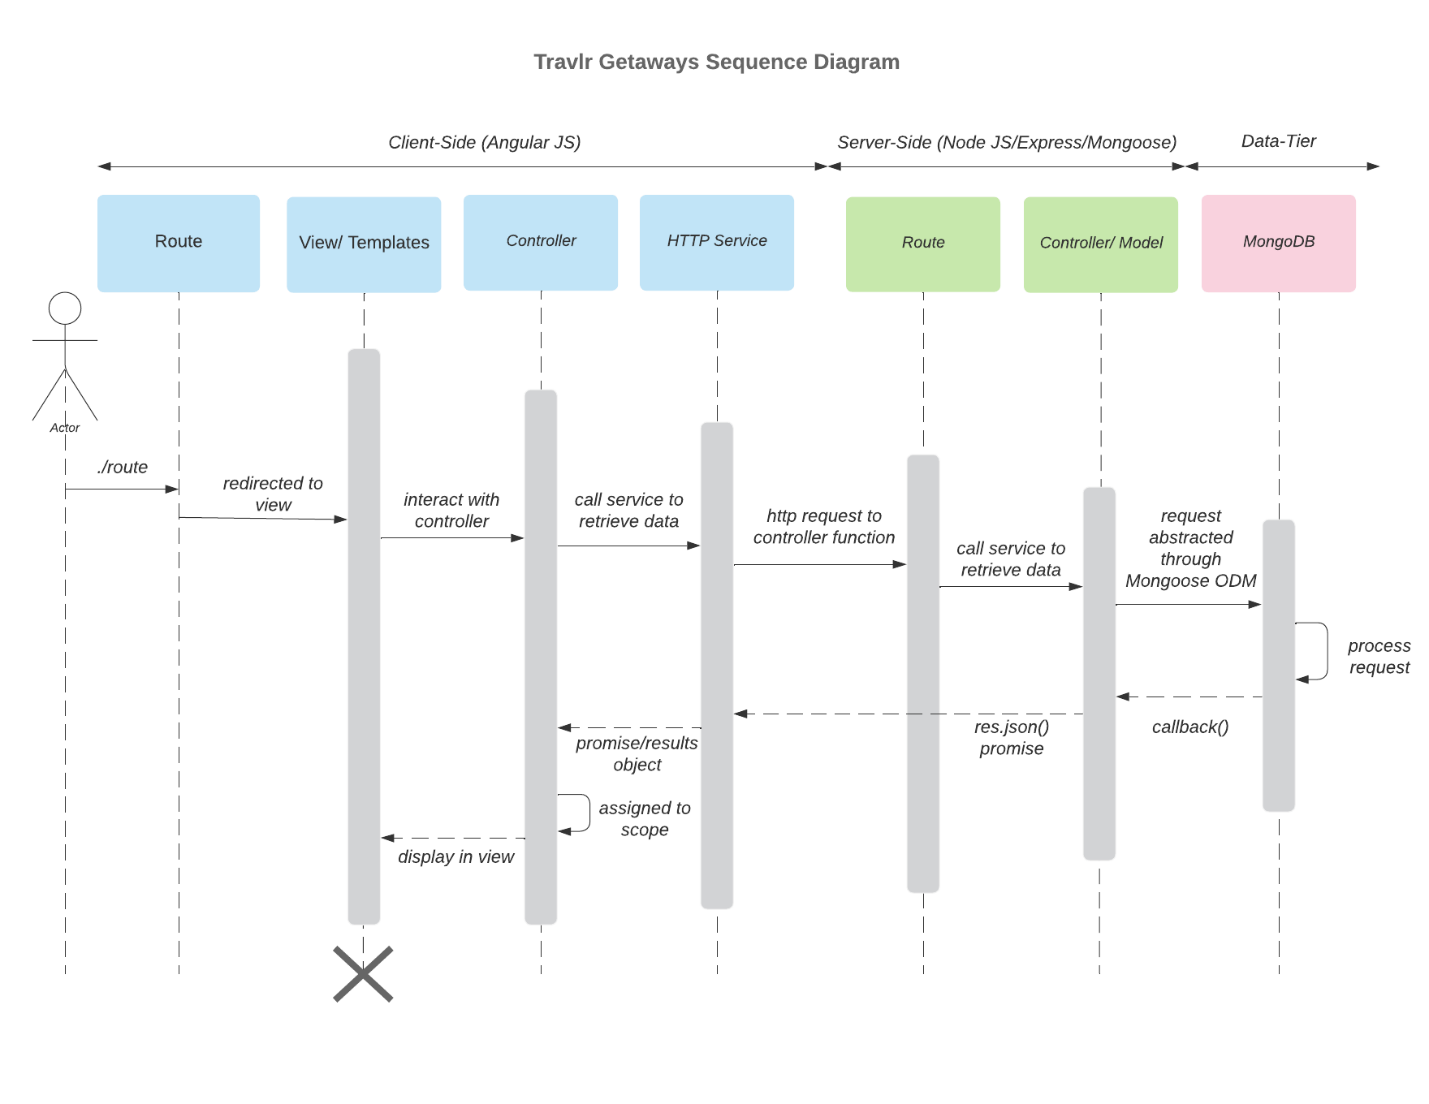 Travlr Getaways Sequence Diagram
Client-Side (Angular JS)
Server-Side (Node JS/Express/Mongoose)
Data-Tier
Route
View/ Templates
Controller
HTTP Service
Route
Controller/ Model
MongoDB
Actor
./route
redirected to
view
interact with
controller
call service to
retrieve data
http request to
controller function
call service to
retrieve data
request
abstracted
through
Mongoose ODM
process
request
callback()
res.json()
promise
promise/results
object
assigned to
scope
display in view